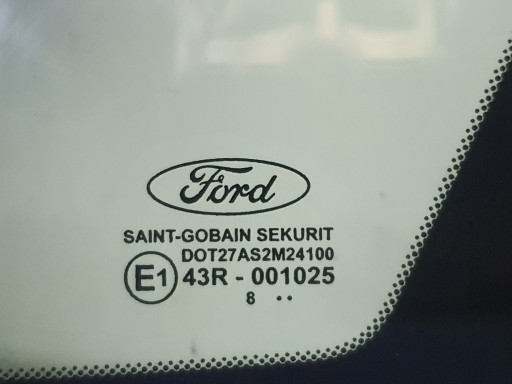 Ford
SAINT-GOBAIN SEKURIT
DOT27AS2M24100
E1 43R - 001025
8 ..